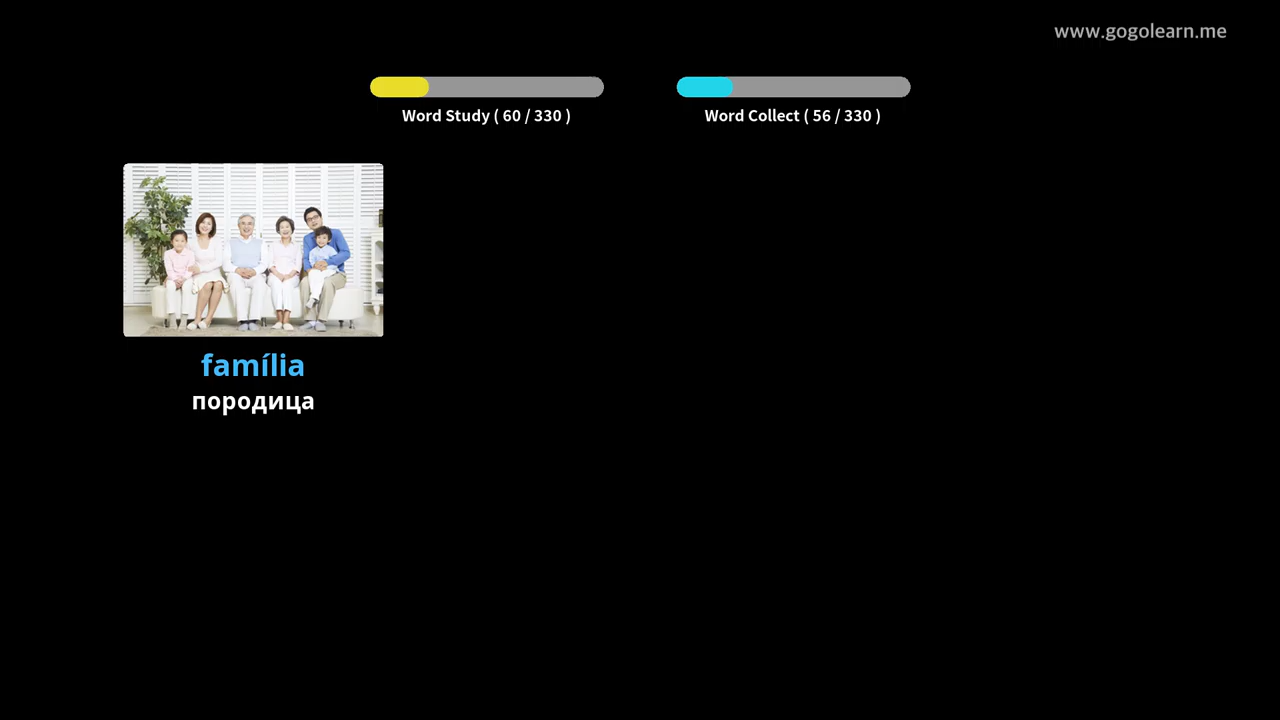 www.gogolearn.me
Word Study ( 60 / 330 )
Word Collect ( 56 / 330 )
família
породица